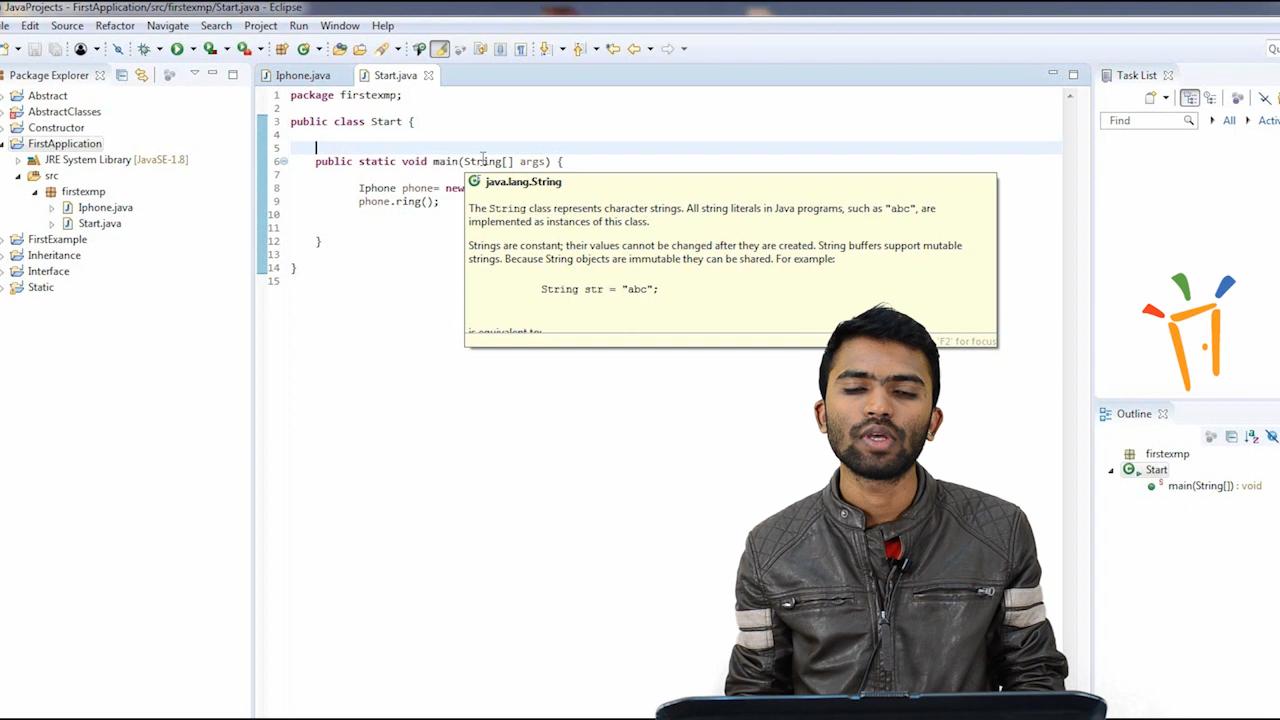 JavaProjects - FirstApplication/src/firstexmp/Start.java - Eclipse
Edit Source Refactor Navigate Search Project Run Window Help
Package Explorer
Abstract
AbstractClasses
Constructor
FirstApplication
JRE System Library [JavaSE-1.8]
src
firstexmp
Iphone.java
Start.java
FirstExample
Inheritance
Interface
Static
Iphone.java Start.java
1 package firstexmp;
2
3 public class Start {
4
5
6 public static void main(String[] args) {
7
8 Iphone phone= new
9 phone.ring();
10
11
12 }
13
14 }
15
java.lang.String
The String class represents character strings. All string literals in Java programs, such as "abc", are
implemented as instances of this class.
Strings are constant; their values cannot be changed after they are created. String buffers support mutable
strings. Because String objects are immutable they can be shared. For example:
String str = "abc";
is equivalent to:
'F2' for focus
Task List
Find All Activ
Outline
firstexmp
Start
main(String[]) : void